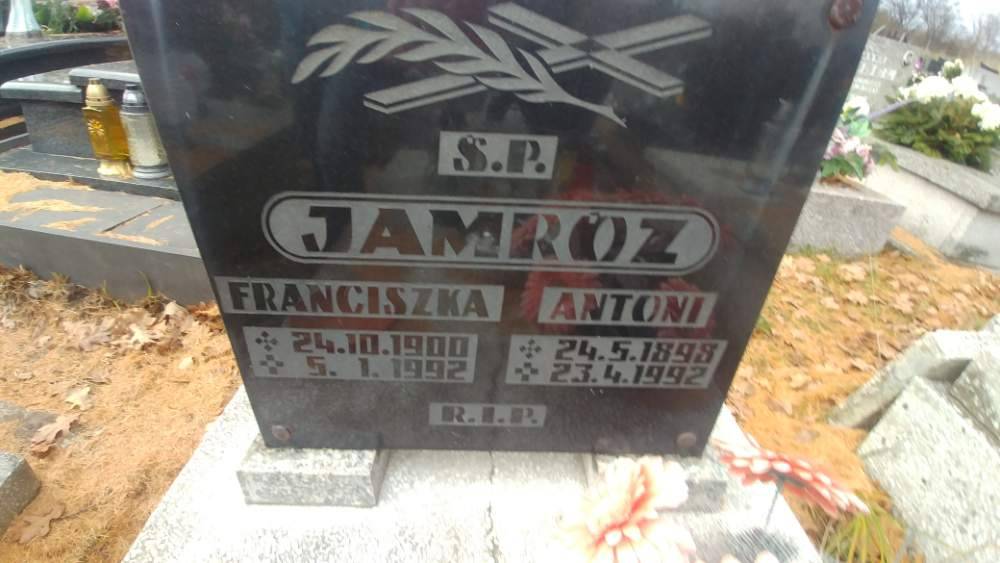 Ś.P.
JAMRÓZ
FRANCISZKA
24.10.1900
5. 1. 1992
ANTONI
24.5.1898
23.4.1992
R.I.P.